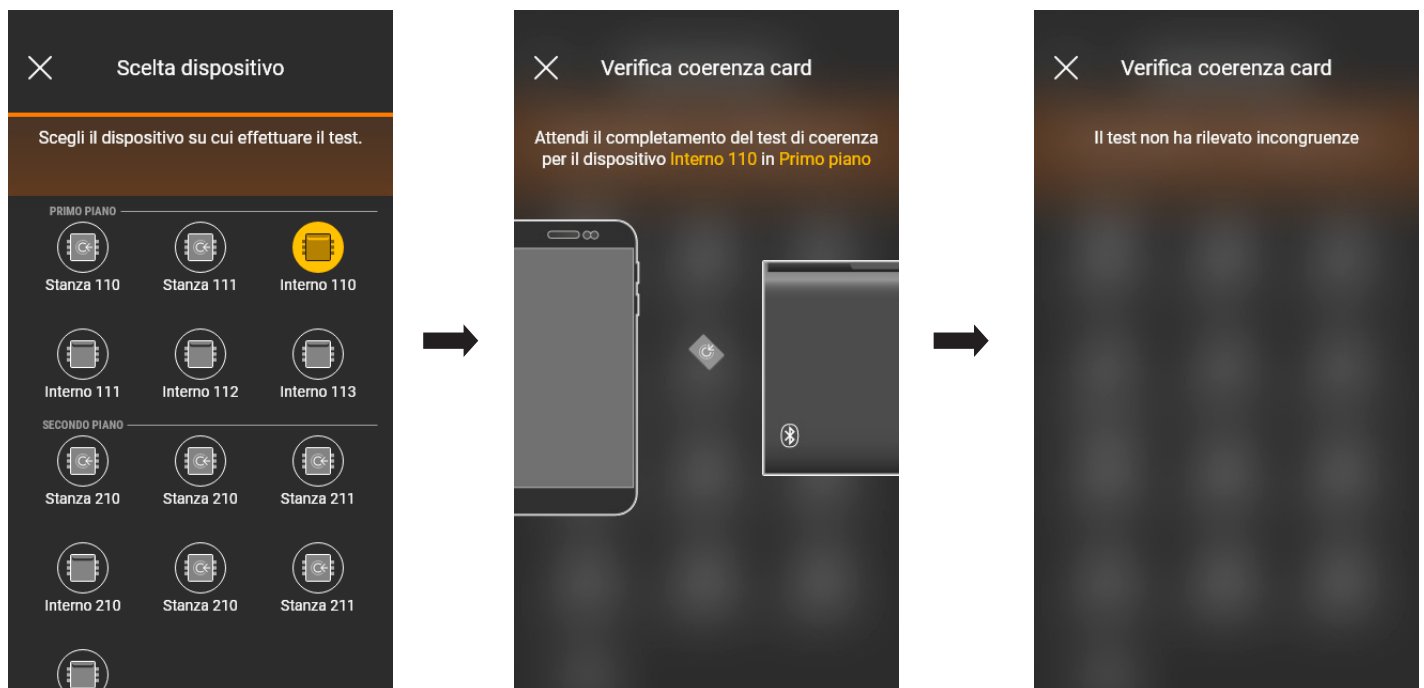 Scelta dispositivo
Scegli il dispositivo su cui effettuare il test.
PRIMO PIANO
Stanza 110
Stanza 111
Interno 110
Interno 111
Interno 112
Interno 113
SECONDO PIANO
Stanza 210
Stanza 210
Stanza 211
Interno 210
Stanza 210
Stanza 211
Verifica coerenza card
Attendi il completamento del test di coerenza
per il dispositivo Interno 110 in Primo piano
Verifica coerenza card
Il test non ha rilevato incongruenze